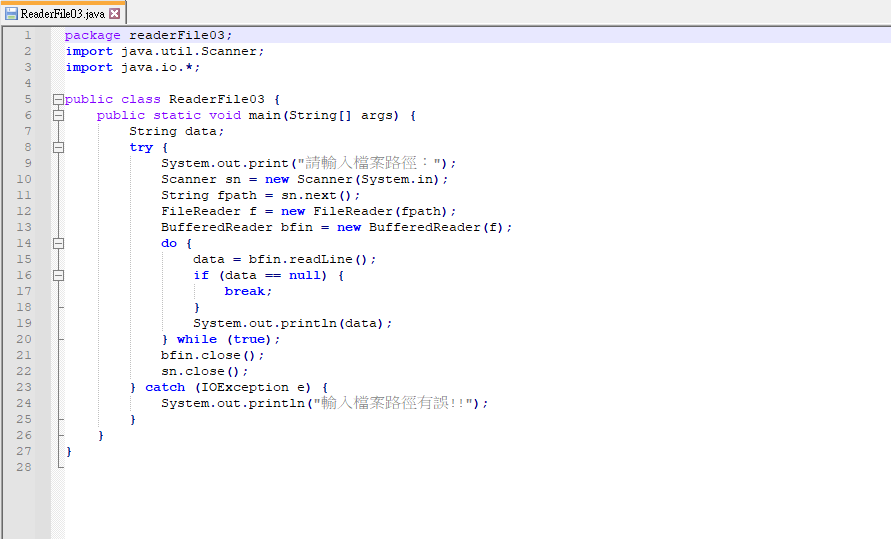 ReaderFile03.java
1 package readerFile03;
2 import java.util.Scanner;
3 import java.io.*;
4
5 public class ReaderFile03 {
6 public static void main(String[] args) {
7 String data;
8 try {
9 System.out.print("請輸入檔案路徑：");
10 Scanner sn = new Scanner(System.in);
11 String fpath = sn.next();
12 FileReader f = new FileReader(fpath);
13 BufferedReader bfin = new BufferedReader(f);
14 do {
15 data = bfin.readLine();
16 if (data == null) {
17 break;
18 }
19 System.out.println(data);
20 } while (true);
21 bfin.close();
22 sn.close();
23 } catch (IOException e) {
24 System.out.println("輸入檔案路徑有誤!!");
25 }
26 }
27 }
28